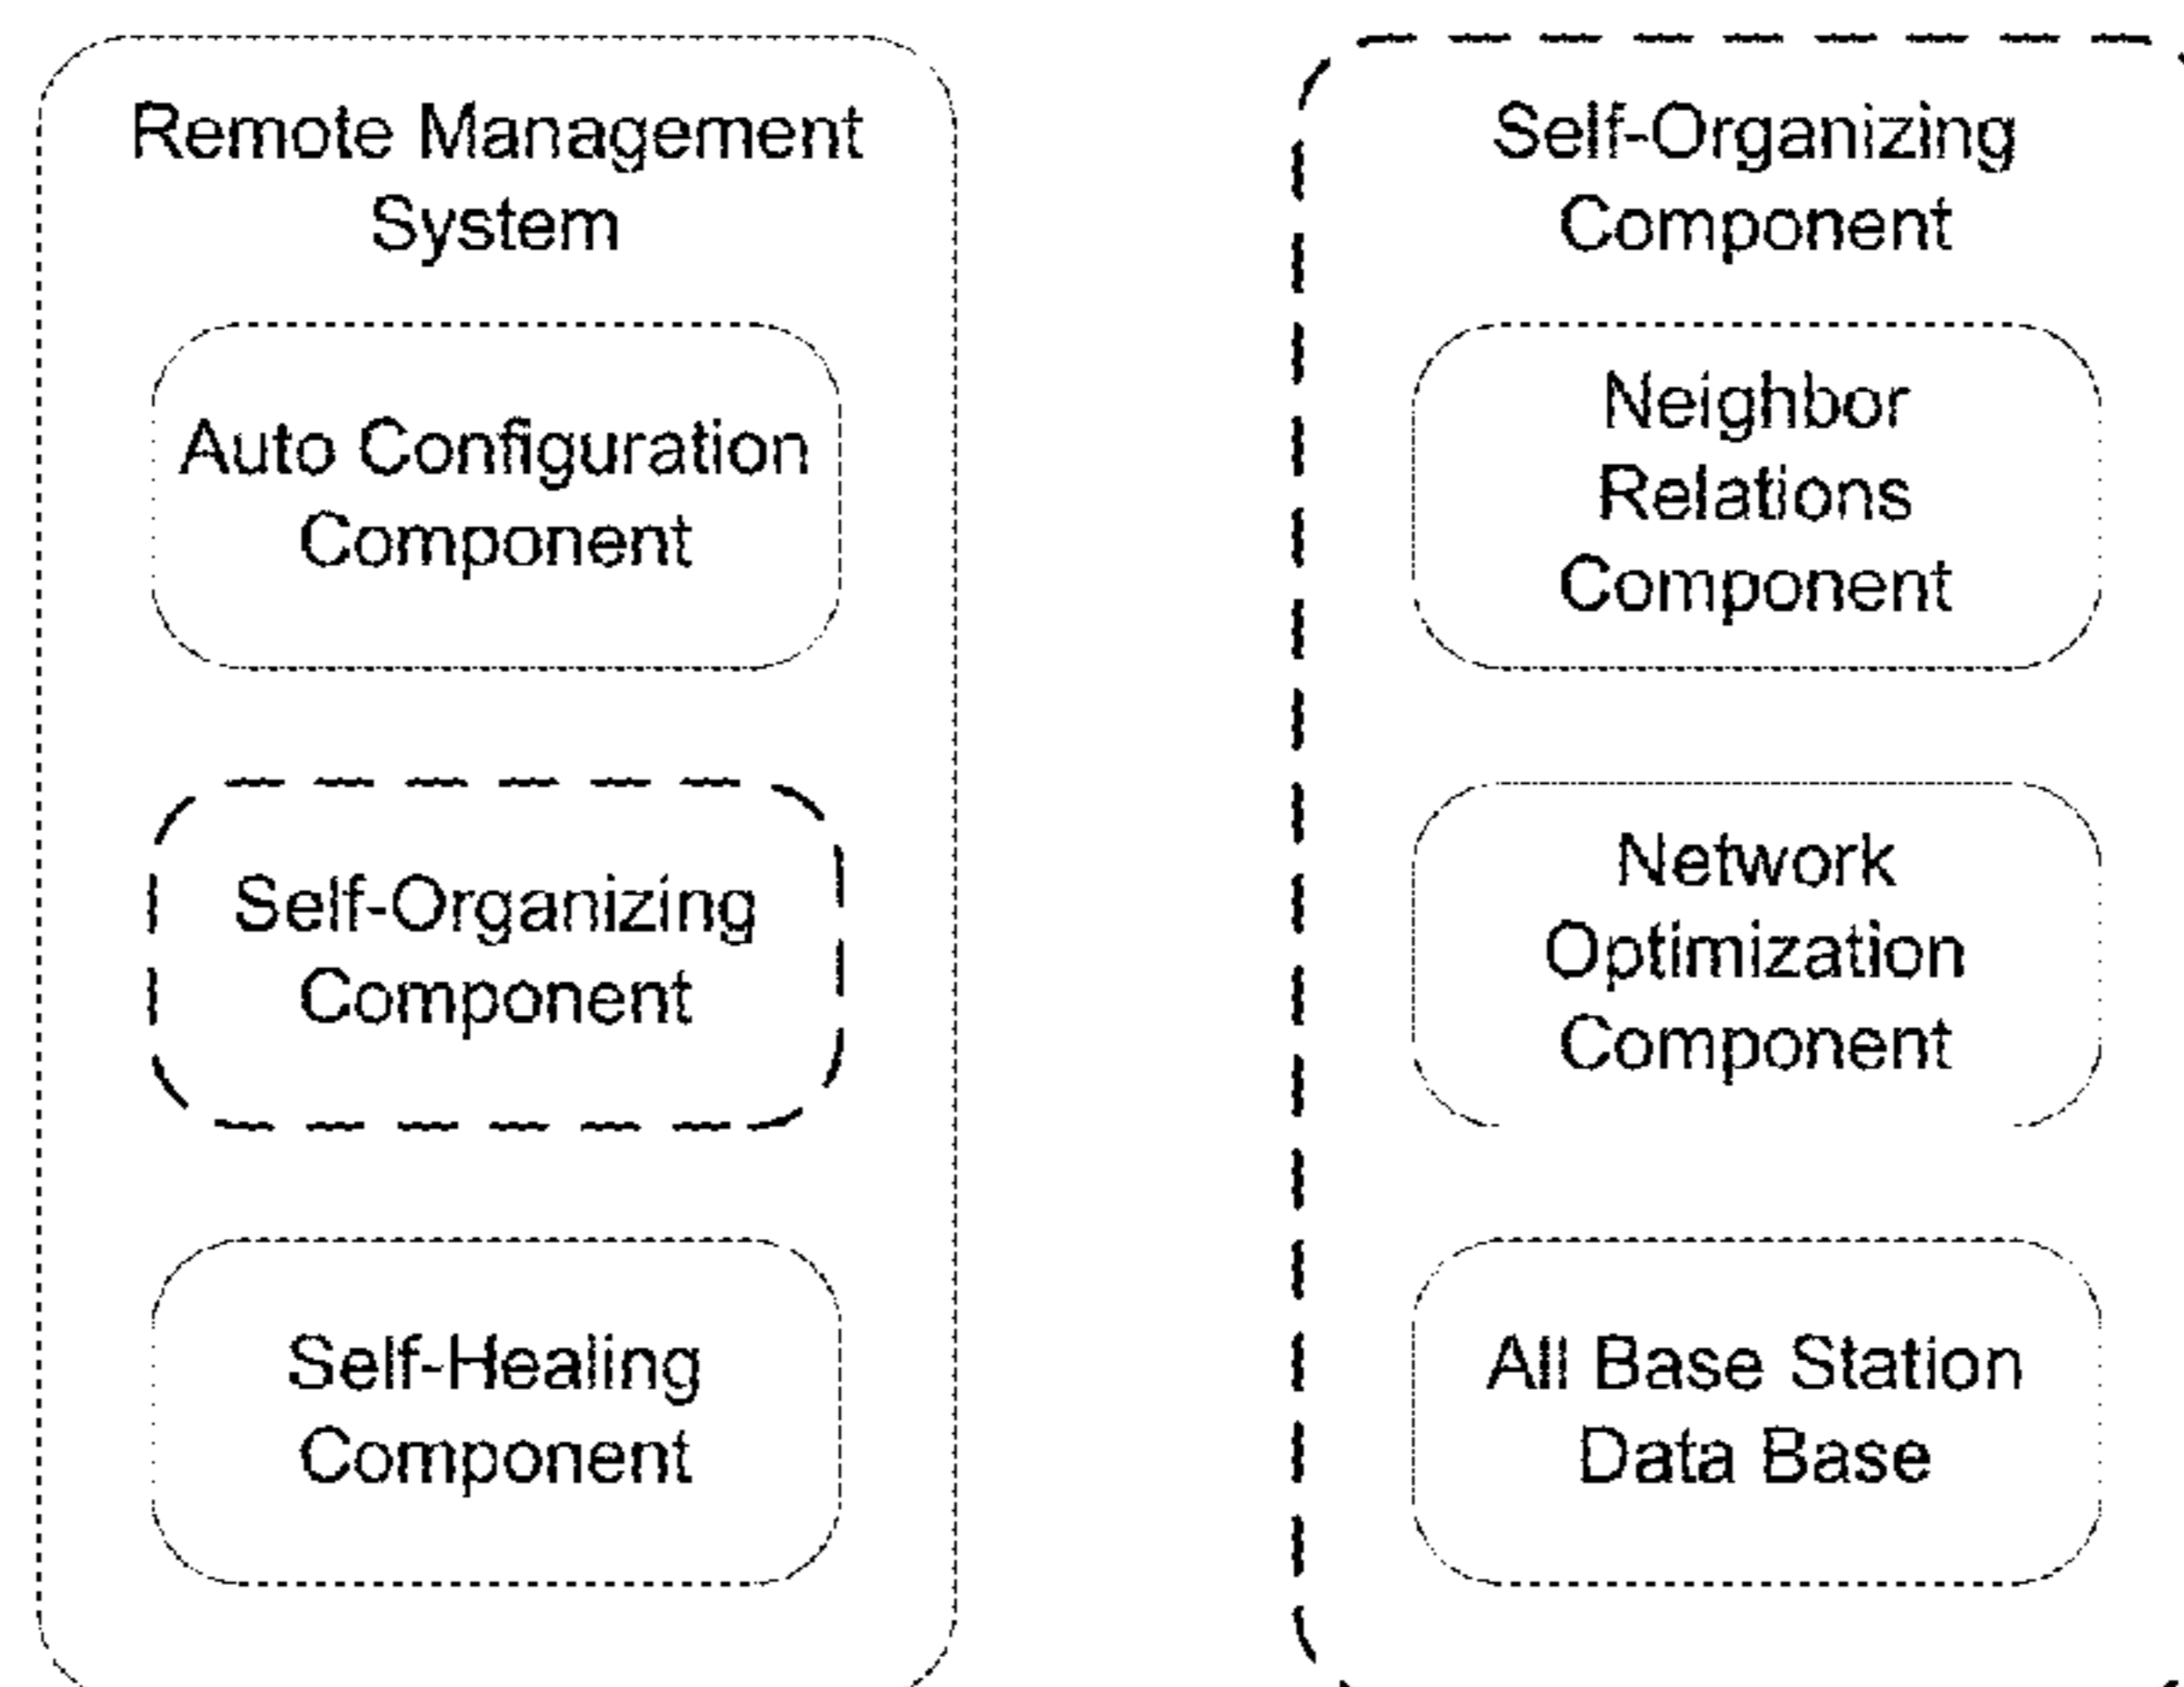 Remote Management
System
Auto Configuration
Component
Self-Organizing
Component
Self-Healing
Component
Self-Organizing
Component
Neighbor
Relations
Component
Network
Optimization
Component
All Base Station
Data Base